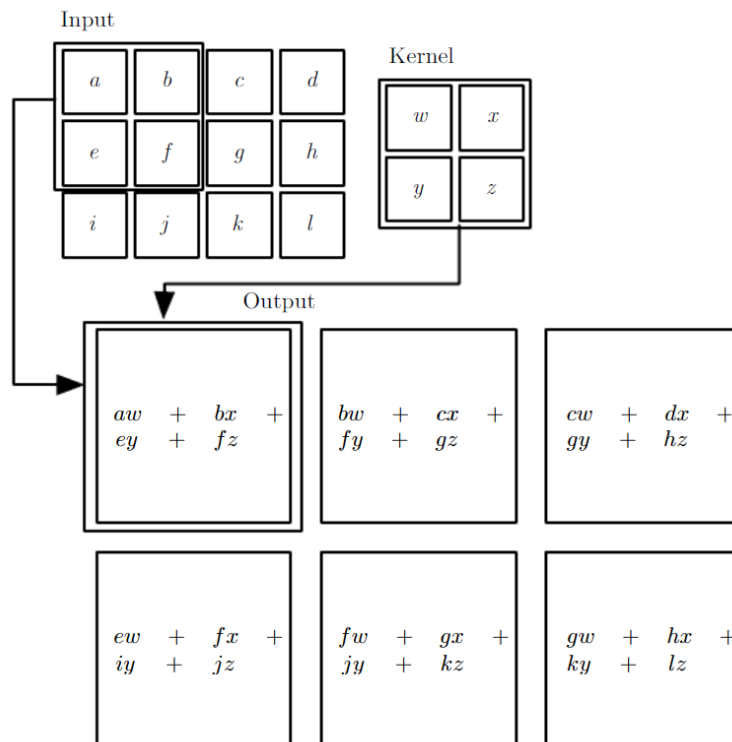 Input
a b c d
e f g h
i j k l
Kernel
w x
y z
Output
aw + bx +
ey + fz
bw + cx +
fy + gz
cw + dx +
gy + hz
ew + fx +
iy + jz
fw + gx +
jy + kz
gw + hx +
ky + lz